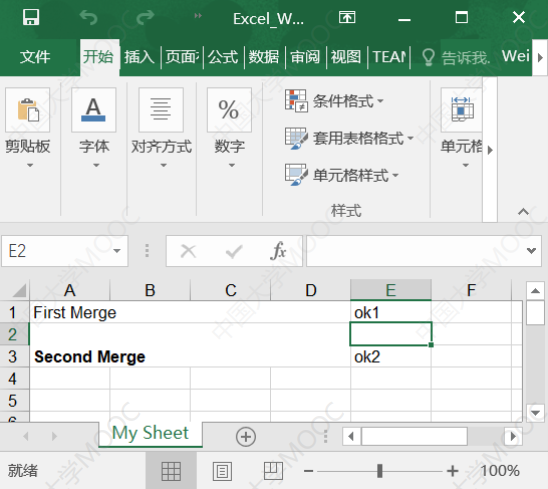 Excel_W...
文件 开始 插入 页面 公式 数据 审阅 视图 TEAM 告诉我. Wei
剪贴板 字体 对齐方式 % 数字 条件格式 单元格
套用表格格式
单元格样式
样式
E2 fx
A B C D E F
1 First Merge ok1
2
3 Second Merge ok2
4
5
6
My Sheet
就绪 100%
中国大学MOOC